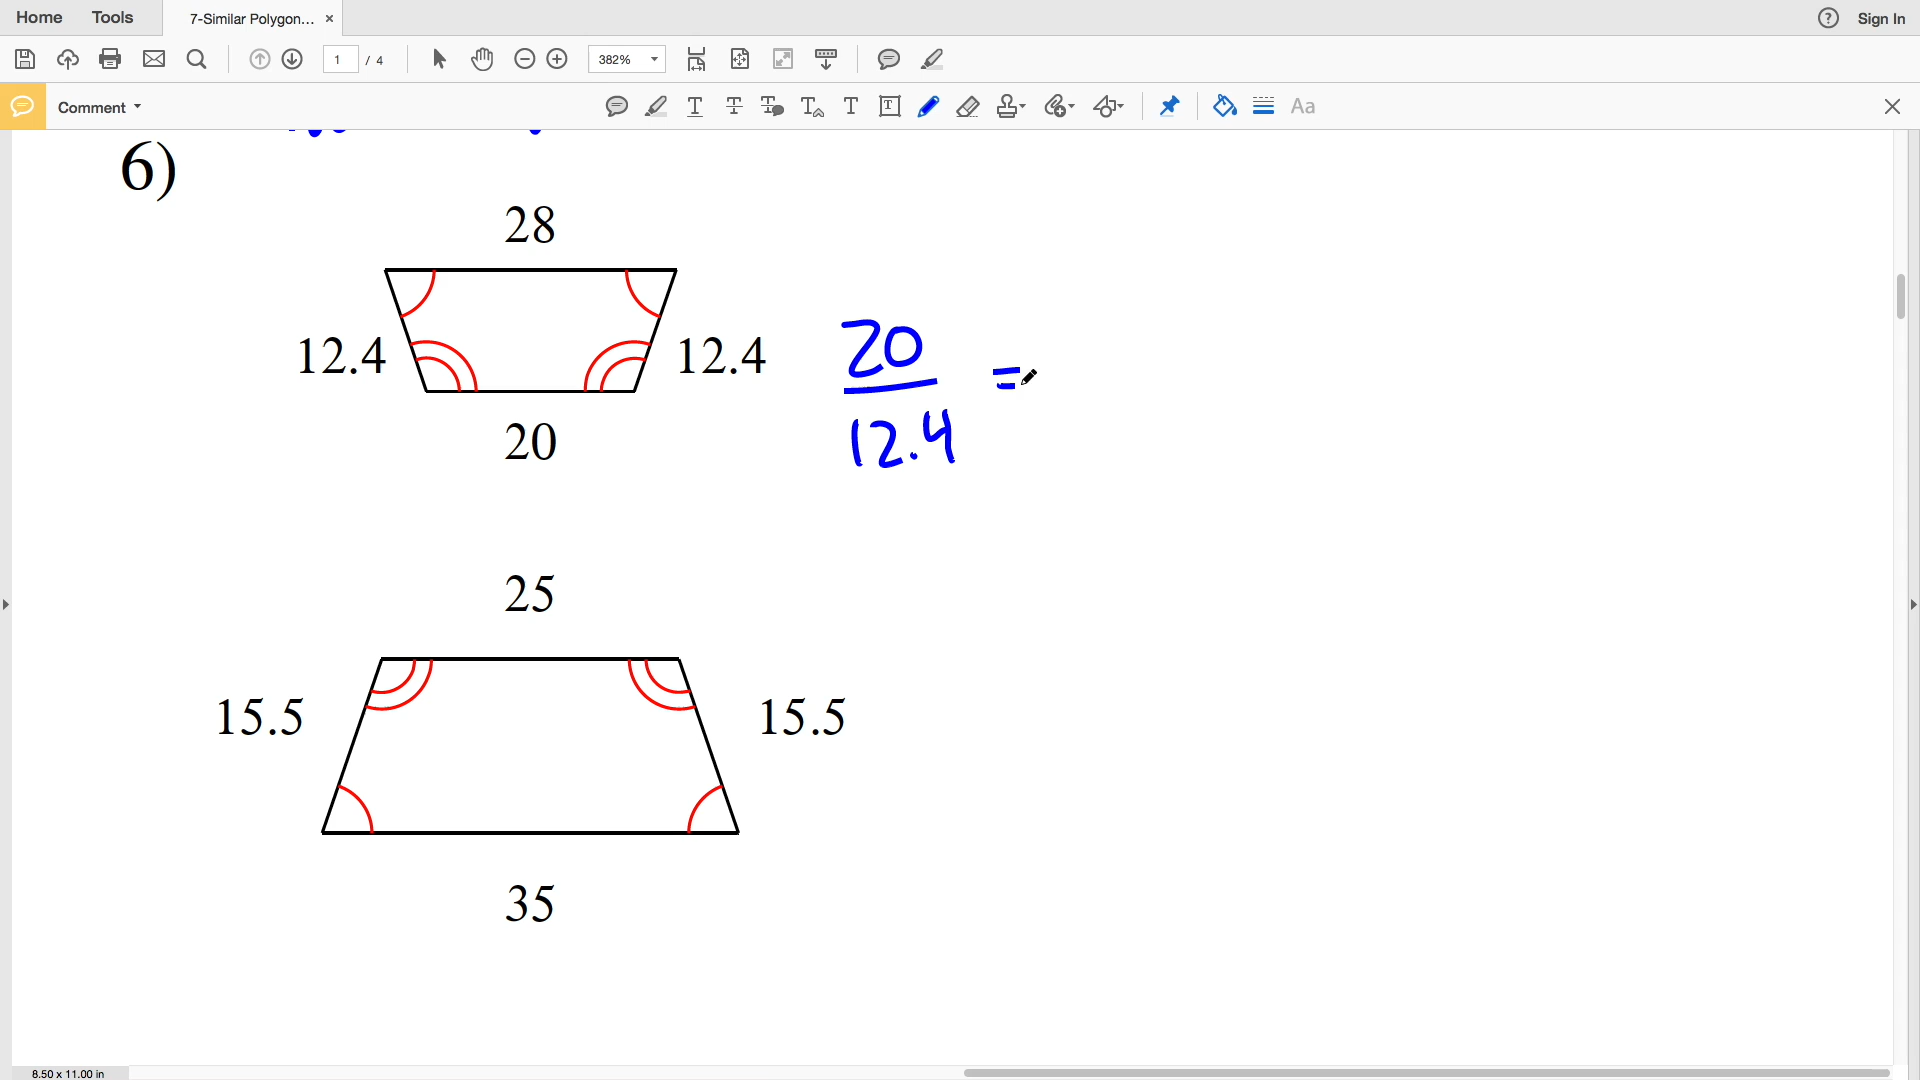 Home Tools 7-Similar Polygon... × ? Sign In
1 / 4 382%
Comment T T T T T T Aa
6)
28
12.4 12.4
20
20
12.4
=
25
15.5 15.5
35
8.50 x 11.00 in